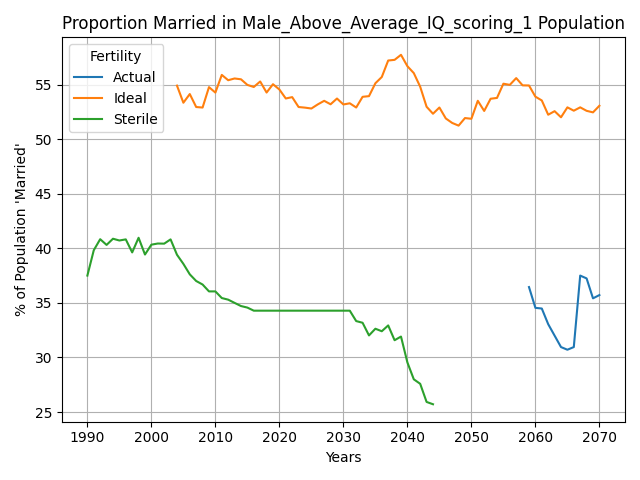 Proportion Married in Male_Above_Average_IQ_scoring_1 Population
Fertility
Actual
Ideal
Sterile
% of Population 'Married'
55
50
45
40
35
30
25
1990 2000 2010 2020 2030 2040 2050 2060 2070
Years